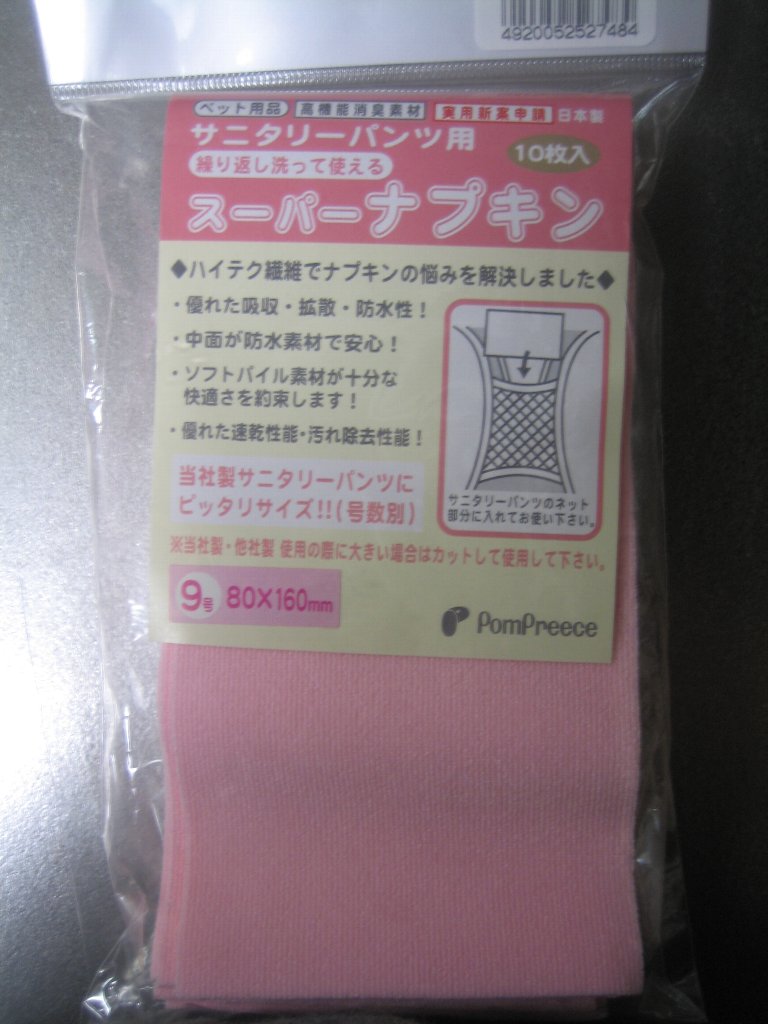 4920052527484
ペット用品 高機能消臭素材 実用新案申請 日本製
サニタリーパンツ用
10枚入
繰り返し洗って使える
スーパーナプキン
◆ハイテク繊維でナプキンの悩みを解決しました◆
・優れた吸収・拡散・防水性！
・中面が防水素材で安心！
・ソフトパイル素材が十分な
快適さを約束します！
・優れた速乾性能・汚れ除去性能！
サニタリーパンツのネット
部分に入れてお使い下さい。
当社製サニタリーパンツに
ピッタリサイズ!!(号数別)
※当社製・他社製 使用の際に大きい場合はカットして使用して下さい。
9号 80×160mm
PomPreece